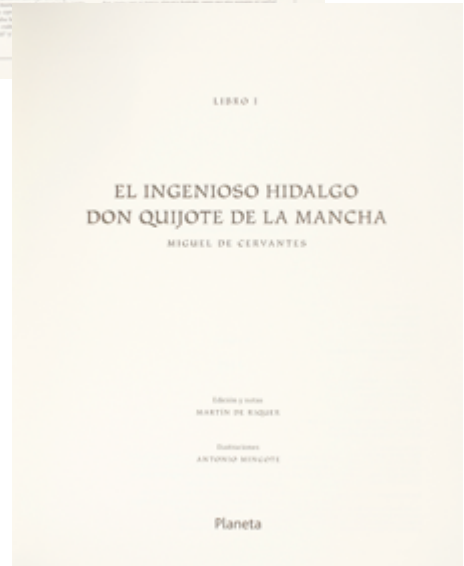 LIBRO I
EL INGENIOSO HIDALGO
DON QUIJOTE DE LA MANCHA
MIGUEL DE CERVANTES
Edición y notas
MARTÍN DE RIQUER
Ilustraciones
ANTONIO MINGOTE
Planeta